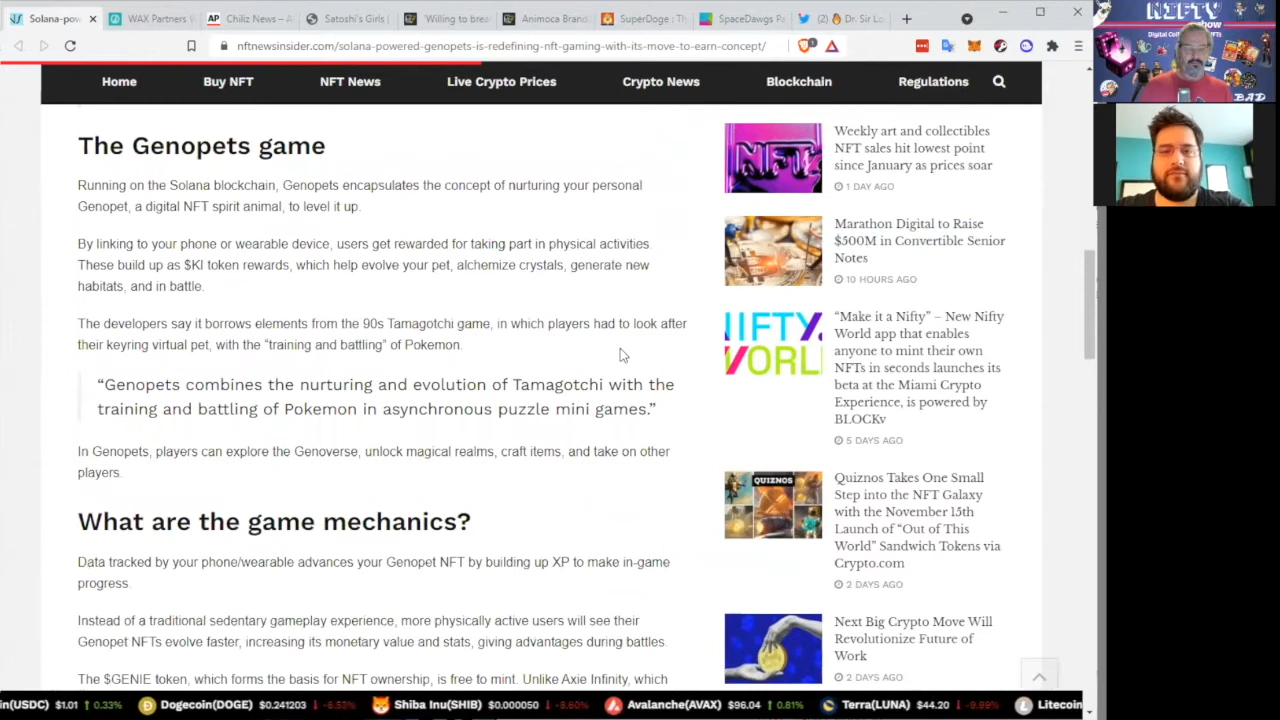 Solana-pow
WAX Partners
Chiliz News – A
Satoshi's Girls |
'Willing to brea
Animoca Brand
SuperDoge : Th
SpaceDawgs Pa
(2) 🔥 Dr. Sir Lo
nftnewsinsider.com/solana-powered-genopets-is-redefining-nft-gaming-with-its-move-to-earn-concept/
Home
Buy NFT
NFT News
Live Crypto Prices
Crypto News
Blockchain
Regulations
The Genopets game
Running on the Solana blockchain, Genopets encapsulates the concept of nurturing your personal
Genopet, a digital NFT spirit animal, to level it up.
By linking to your phone or wearable device, users get rewarded for taking part in physical activities.
These build up as $KI token rewards, which help evolve your pet, alchemize crystals, generate new
habitats, and in battle.
The developers say it borrows elements from the 90s Tamagotchi game, in which players had to look after
their keyring virtual pet, with the “training and battling” of Pokemon.
“Genopets combines the nurturing and evolution of Tamagotchi with the
training and battling of Pokemon in asynchronous puzzle mini games.”
In Genopets, players can explore the Genoverse, unlock magical realms, craft items, and take on other
players.
What are the game mechanics?
Data tracked by your phone/wearable advances your Genopet NFT by building up XP to make in-game
progress.
Instead of a traditional sedentary gameplay experience, more physically active users will see their
Genopet NFTs evolve faster, increasing its monetary value and stats, giving advantages during battles.
The $GENIE token, which forms the basis for NFT ownership, is free to mint. Unlike Axie Infinity, which
NFT
Weekly art and collectibles
NFT sales hit lowest point
since January as prices soar
1 DAY AGO
Marathon Digital to Raise
$500M in Convertible Senior
Notes
10 HOURS AGO
NIFTY
WORL
“Make it a Nifty” – New Nifty
World app that enables
anyone to mint their own
NFTs in seconds launches its
beta at the Miami Crypto
Experience, is powered by
BLOCKv
5 DAYS AGO
QUIZNOS
Quiznos Takes One Small
Step into the NFT Galaxy
with the November 15th
Launch of “Out of This
World” Sandwich Tokens via
Crypto.com
2 DAYS AGO
Next Big Crypto Move Will
Revolutionize Future of
Work
2 DAYS AGO
NIFTY
Show
Digital Col
NFTs
BAD
in(USDC) $1.01 0.33% Dogecoin(DOGE) $0.241203 -6.53% Shiba Inu(SHIB) $0.000050 -8.60% Avalanche(AVAX) $96.04 0.81% Terra(LUNA) $44.20 -9.99% Litecoin